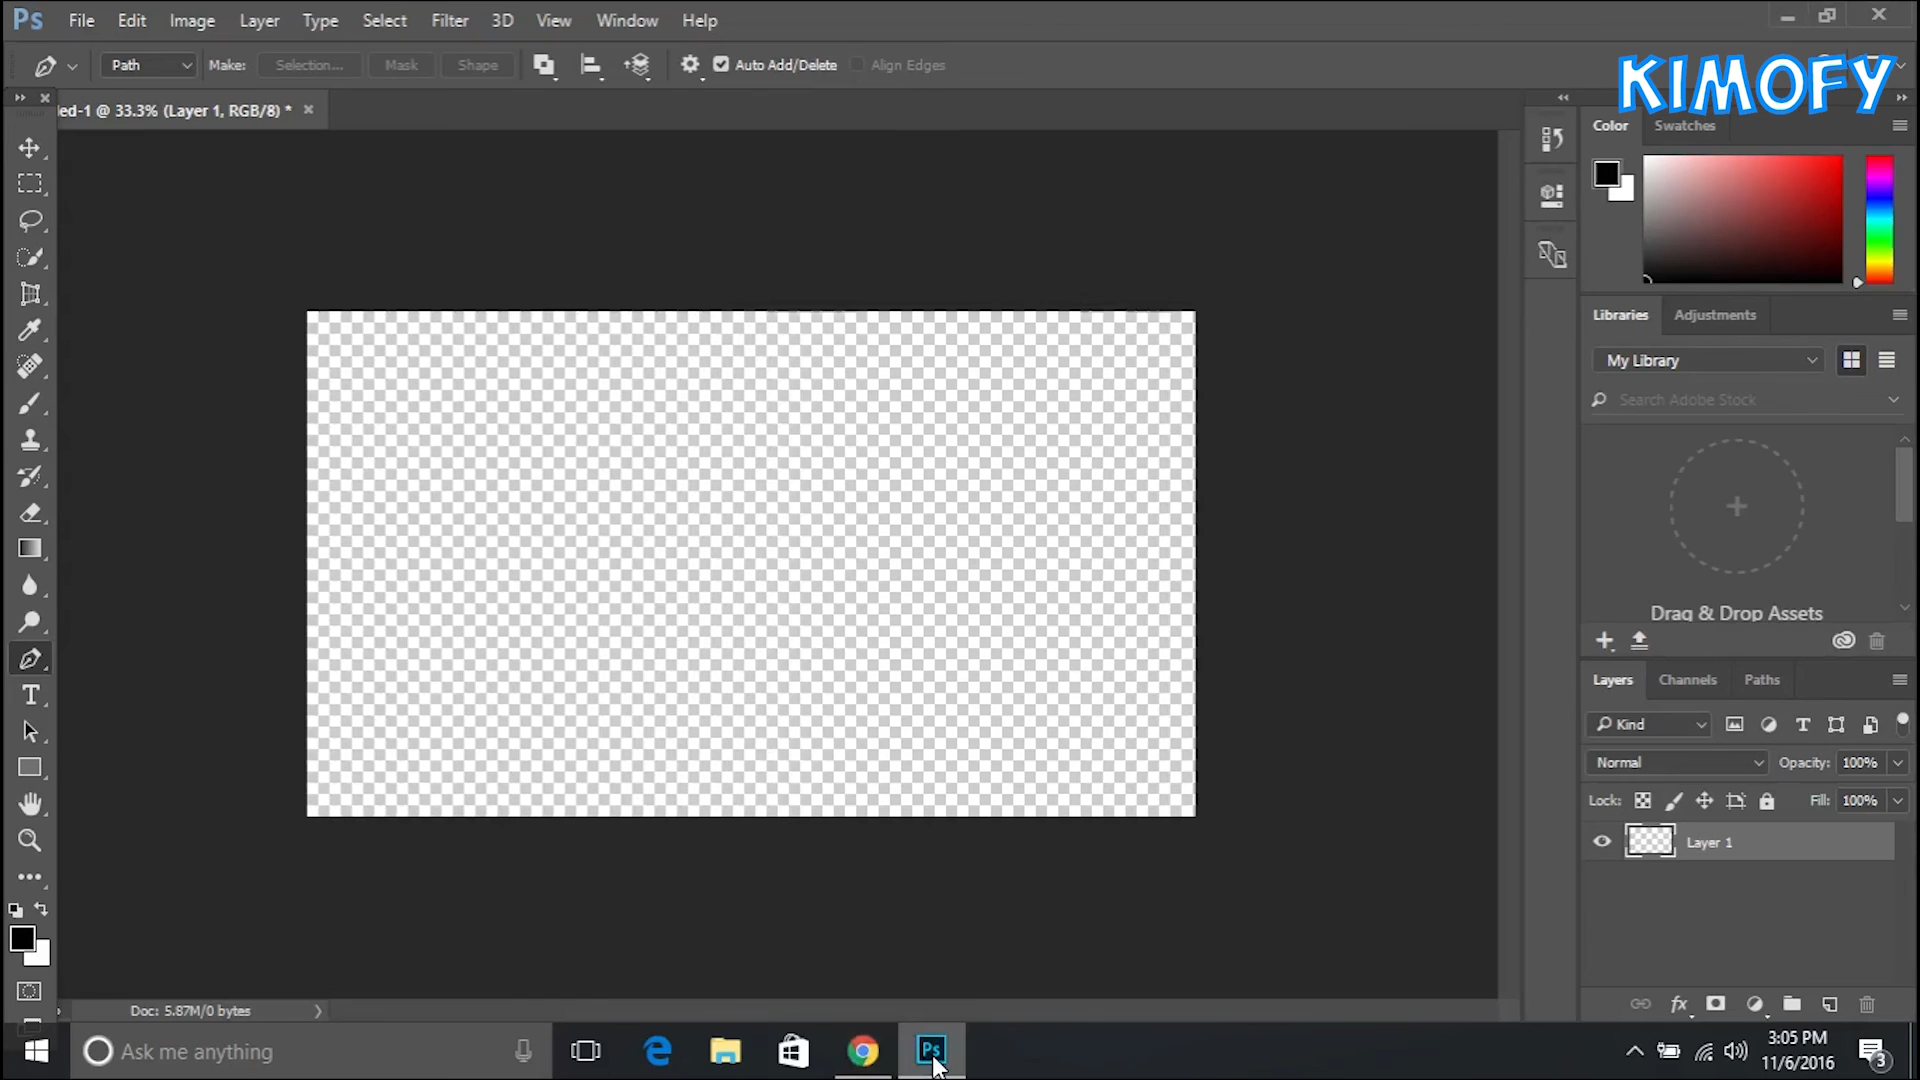 Ps File Edit Image Layer Type Select Filter 3D View Window Help
Path Make: Selection... Mask Shape Auto Add/Delete Align Edges
KIMOFY
led-1 @ 33.3% (Layer 1, RGB/8) *
Color Swatches
Libraries Adjustments
My Library
Search Adobe Stock
Drag & Drop Assets
Layers Channels Paths
Kind
Normal Opacity: 100%
Lock: Fill: 100%
Layer 1
Doc: 5.87M/0 bytes
Ask me anything
Ps
3:05 PM
11/6/2016
3